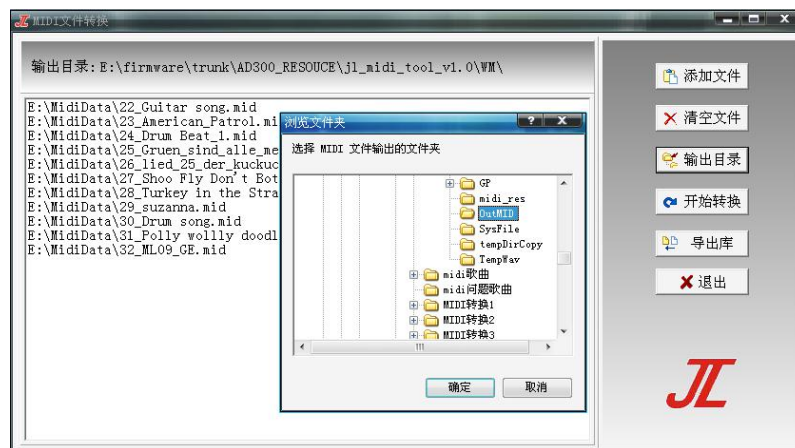 MIDI文件转换
输出目录: E:\firmware\trunk\AD300_RESOUCE\jl_midi_tool_v1.0\WM\
E:\MidiData\22_Guitar song.mid
E:\MidiData\23_American_Patrol.mi
E:\MidiData\24_Drum Beat_1.mid
E:\MidiData\25_Gruen_sind_alle_me
E:\MidiData\26_lied_25_der_kuckuc
E:\MidiData\27_Shoo Fly Don't Bot
E:\MidiData\28_Turkey in the Stra
E:\MidiData\29_suzanna.mid
E:\MidiData\30_Drum song.mid
E:\MidiData\31_Polly wollly doodl
E:\MidiData\32_ML09_GE.mid
浏览文件夹
选择 MIDI 文件输出的文件夹
GP
midi_res
OutMID
SysFile
tempDirCopy
TempWav
midi歌曲
midi问题歌曲
MIDI转换1
MIDI转换2
MIDI转换3
确定
取消
添加文件
清空文件
输出目录
开始转换
导出库
退出
JL